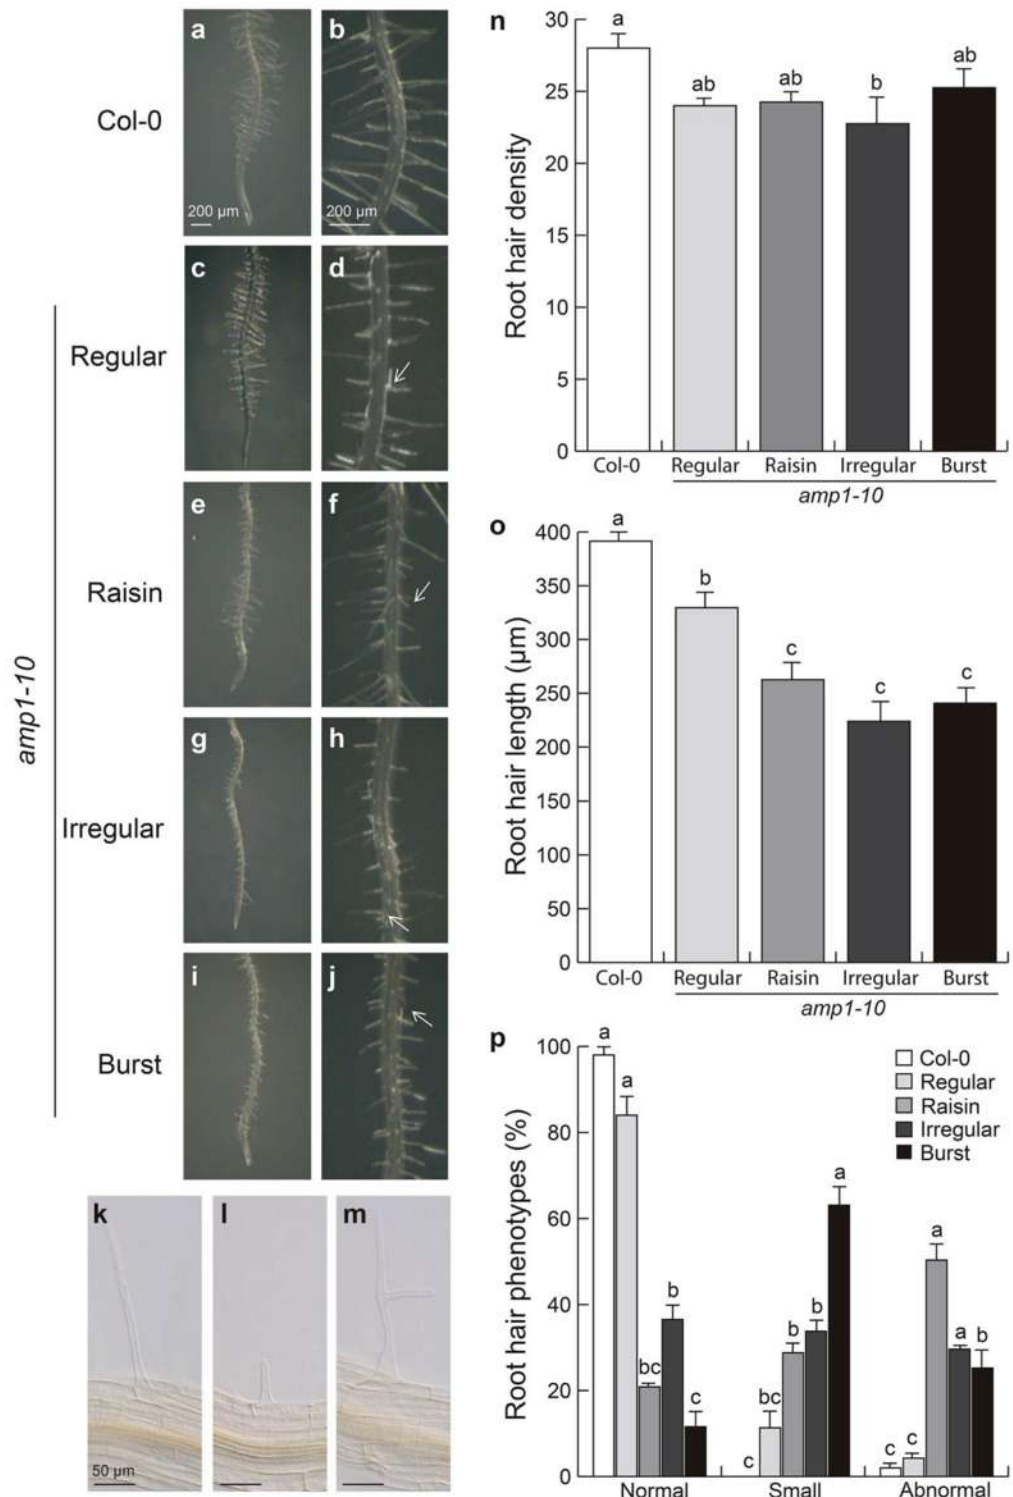 a
b
Col-0
200 µm
200 µm
c
d
Regular
e
f
Raisin
g
h
Irregular
i
j
Burst
amp1-10
k
l
m
50 µm
n
Root hair density
30
25
20
15
10
5
0
a
ab
ab
b
ab
Col-0 Regular Raisin Irregular Burst
amp1-10
o
Root hair length (µm)
400
350
300
250
200
150
100
50
0
a
b
c
c
c
Col-0 Regular Raisin Irregular Burst
amp1-10
p
Root hair phenotypes (%)
100
80
60
40
20
0
Col-0
Regular
Raisin
Irregular
Burst
a
a
bc
b
c
c
bc
b
b
a
c
c
a
a
b
Normal Small Abnormal